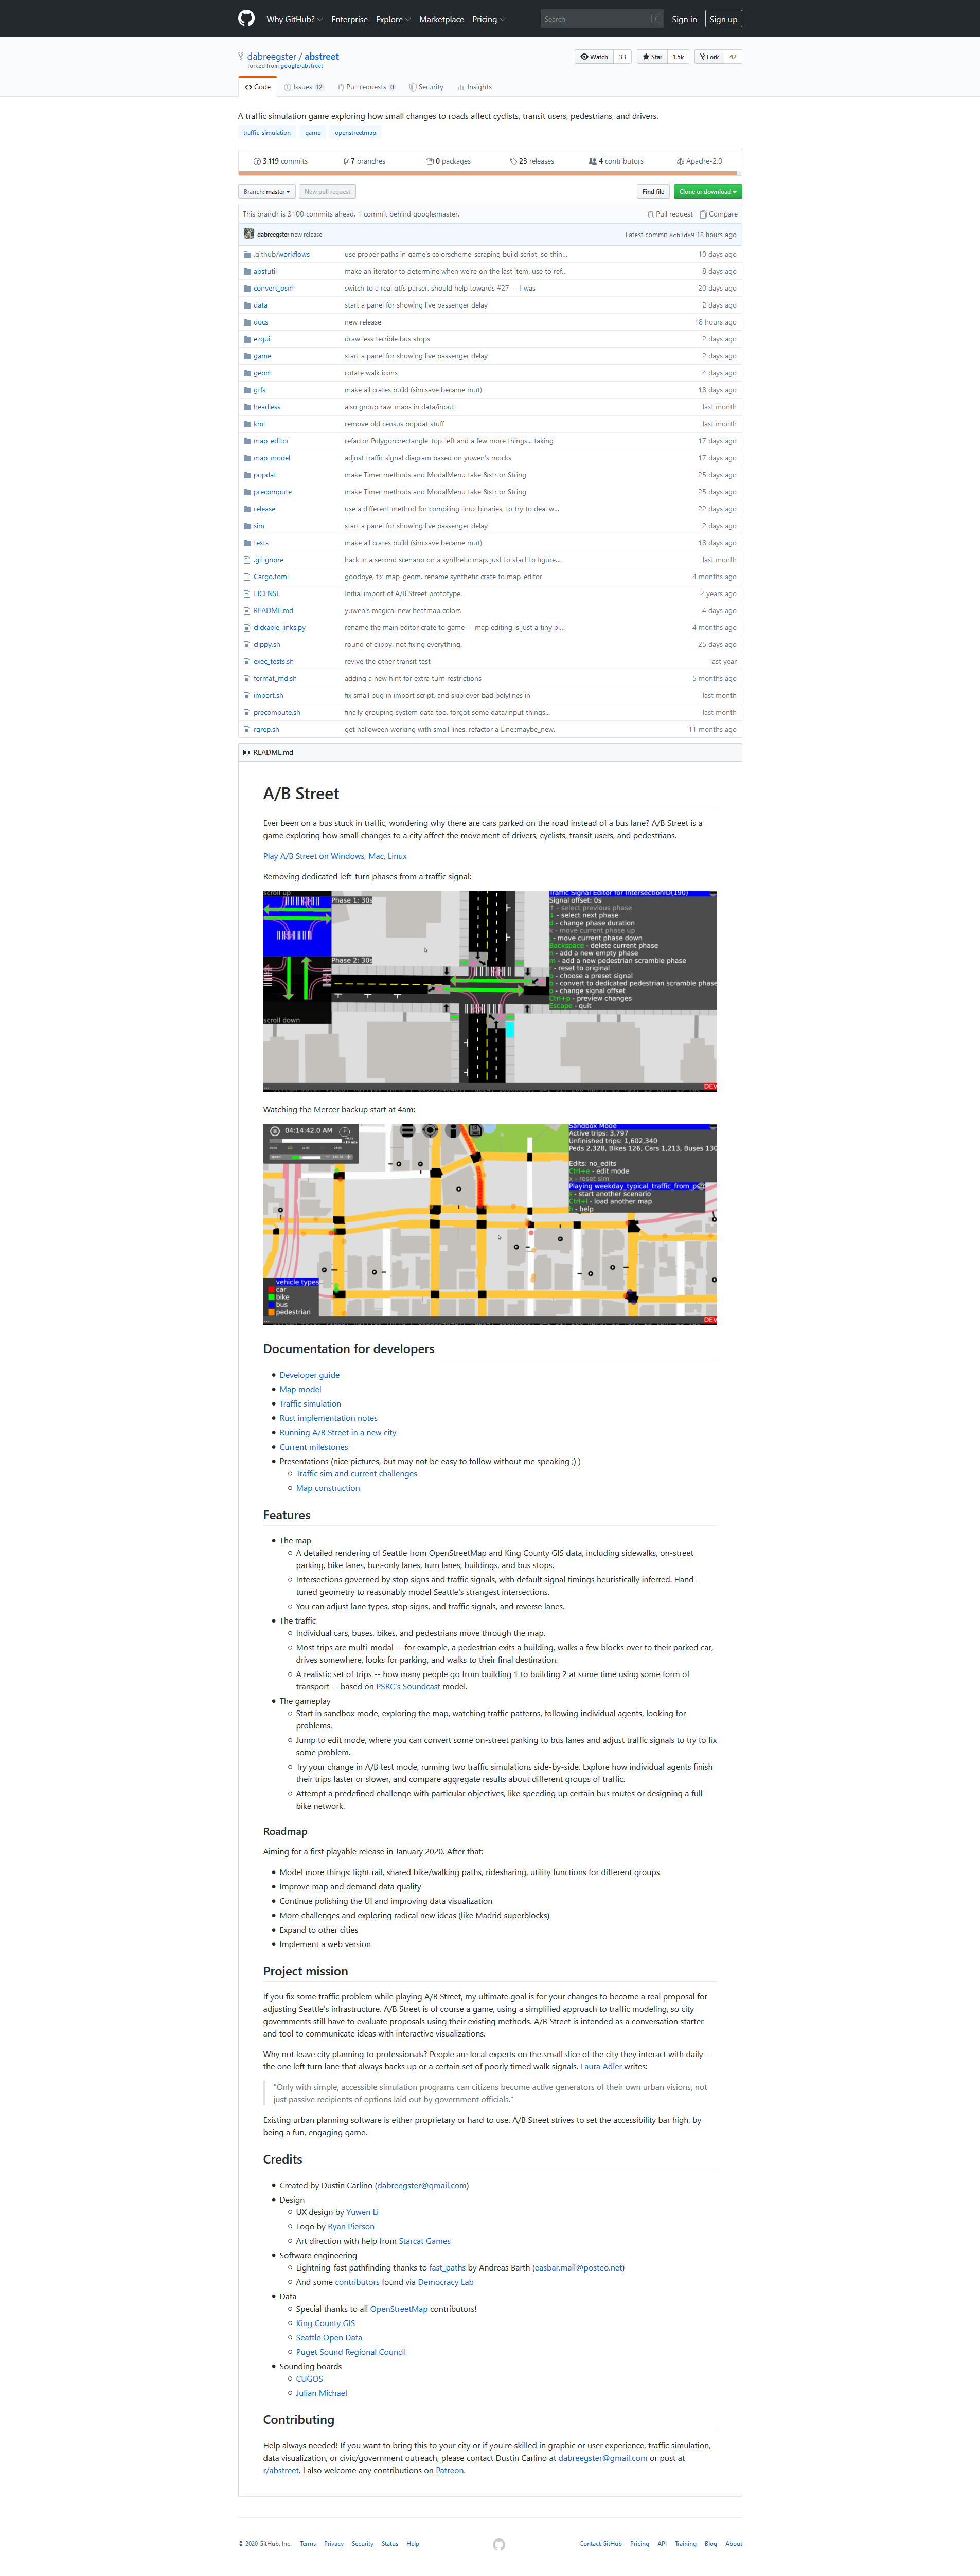 Why GitHub? Enterprise Explore Marketplace Pricing Search / Sign in Sign up
dabreegster / abstreet
forked from google/abstreet
Watch 33 Star 1.5k Fork 42
Code Issues 12 Pull requests 0 Security Insights
A traffic simulation game exploring how small changes to roads affect cyclists, transit users, pedestrians, and drivers.
traffic-simulation game openstreetmap
3,119 commits 7 branches 0 packages 23 releases 4 contributors Apache-2.0
Branch: master New pull request Find file Clone or download
This branch is 3100 commits ahead, 1 commit behind google:master. Pull request Compare
dabreegster new release Latest commit 8cb1d89 18 hours ago
.github/workflows use proper paths in game's colorscheme-scraping build script. so thin... 10 days ago
abstutil make an iterator to determine when we're on the last item. use to ref... 8 days ago
convert_osm switch to a real gtfs parser. should help towards #27 -- I was 20 days ago
data start a panel for showing live passenger delay 2 days ago
docs new release 18 hours ago
ezgui draw less terrible bus stops 2 days ago
game start a panel for showing live passenger delay 2 days ago
geom rotate walk icons 4 days ago
gtfs make all crates build (sim.save became mut) 18 days ago
headless also group raw_maps in data/input last month
kml remove old census popdat stuff last month
map_editor refactor Polygon::rectangle_top_left and a few more things... taking 17 days ago
map_model adjust traffic signal diagram based on yuwen's mocks 17 days ago
popdat make Timer methods and ModalMenu take &str or String 25 days ago
precompute make Timer methods and ModalMenu take &str or String 25 days ago
release use a different method for compiling linux binaries, to try to deal w... 22 days ago
sim start a panel for showing live passenger delay 2 days ago
tests make all crates build (sim.save became mut) 18 days ago
.gitignore hack in a second scenario on a synthetic map, just to start to figure... last month
Cargo.toml goodbye, fix_map_geom. rename synthetic crate to map_editor 4 months ago
LICENSE Initial import of A/B Street prototype. 2 years ago
README.md yuwen's magical new heatmap colors 4 days ago
clickable_links.py rename the main editor crate to game -- map editing is just a tiny pi... 4 months ago
clippy.sh round of clippy. not fixing everything. 25 days ago
exec_tests.sh revive the other transit test last year
format_md.sh adding a new hint for extra turn restrictions 5 months ago
import.sh fix small bug in import script, and skip over bad polylines in last month
precompute.sh finally grouping system data too. forgot some data/input things... last month
rgrep.sh get halloween working with small lines. refactor a Line::maybe_new. 11 months ago
README.md
A/B Street
Ever been on a bus stuck in traffic, wondering why there are cars parked on the road instead of a bus lane? A/B Street is a
game exploring how small changes to a city affect the movement of drivers, cyclists, transit users, and pedestrians.
Play A/B Street on Windows, Mac, Linux
Removing dedicated left-turn phases from a traffic signal:
scroll up
Phase 1: 30s
Phase 2: 30s
scroll down
Traffic Signal Editor for IntersectionID(190)
Signal offset: 0s
- select previous phase
- select next phase
d - change phase duration
k - move current phase up
- move current phase down
Backspace - delete current phase
n - add a new empty phase
m - add a new pedestrian scramble phase
r - reset to original
- choose a preset signal
- convert to dedicated pedestrian scramble phase
o - change signal offset
Ctrl+p - preview changes
Escape - quit
DEV
Watching the Mercer backup start at 4am:
04:14:42.0 AM
Sandbox Mode
Active trips: 3,797
Unfinished trips: 1,602,340
Peds 2,328, Bikes 126, Cars 1,213, Buses 130
Edits: no_edits
Ctrl+e - edit mode
x - reset sim
Playing weekday_typical_traffic_from_ps
s - start another scenario
Ctrl+l - load another map
h - help
vehicle types
car
bike
bus
pedestrian
DEV
Documentation for developers
Developer guide
Map model
Traffic simulation
Rust implementation notes
Running A/B Street in a new city
Current milestones
Presentations (nice pictures, but may not be easy to follow without me speaking ;) )
Traffic sim and current challenges
Map construction
Features
The map
A detailed rendering of Seattle from OpenStreetMap and King County GIS data, including sidewalks, on-street
parking, bike lanes, bus-only lanes, turn lanes, buildings, and bus stops.
Intersections governed by stop signs and traffic signals, with default signal timings heuristically inferred. Hand-
tuned geometry to reasonably model Seattle's strangest intersections.
You can adjust lane types, stop signs, and traffic signals, and reverse lanes.
The traffic
Individual cars, buses, bikes, and pedestrians move through the map.
Most trips are multi-modal -- for example, a pedestrian exits a building, walks a few blocks over to their parked car,
drives somewhere, looks for parking, and walks to their final destination.
A realistic set of trips -- how many people go from building 1 to building 2 at some time using some form of
transport -- based on PSRC's Soundcast model.
The gameplay
Start in sandbox mode, exploring the map, watching traffic patterns, following individual agents, looking for
problems.
Jump to edit mode, where you can convert some on-street parking to bus lanes and adjust traffic signals to try to fix
some problem.
Try your change in A/B test mode, running two traffic simulations side-by-side. Explore how individual agents finish
their trips faster or slower, and compare aggregate results about different groups of traffic.
Attempt a predefined challenge with particular objectives, like speeding up certain bus routes or designing a full
bike network.
Roadmap
Aiming for a first playable release in January 2020. After that:
Model more things: light rail, shared bike/walking paths, ridesharing, utility functions for different groups
Improve map and demand data quality
Continue polishing the UI and improving data visualization
More challenges and exploring radical new ideas (like Madrid superblocks)
Expand to other cities
Implement a web version
Project mission
If you fix some traffic problem while playing A/B Street, my ultimate goal is for your changes to become a real proposal for
adjusting Seattle's infrastructure. A/B Street is of course a game, using a simplified approach to traffic modeling, so city
governments still have to evaluate proposals using their existing methods. A/B Street is intended as a conversation starter
and tool to communicate ideas with interactive visualizations.
Why not leave city planning to professionals? People are local experts on the small slice of the city they interact with daily --
the one left turn lane that always backs up or a certain set of poorly timed walk signals. Laura Adler writes:
"Only with simple, accessible simulation programs can citizens become active generators of their own urban visions, not
just passive recipients of options laid out by government officials."
Existing urban planning software is either proprietary or hard to use. A/B Street strives to set the accessibility bar high, by
being a fun, engaging game.
Credits
Created by Dustin Carlino (dabreegster@gmail.com)
Design
UX design by Yuwen Li
Logo by Ryan Pierson
Art direction with help from Starcat Games
Software engineering
Lightning-fast pathfinding thanks to fast_paths by Andreas Barth (easbar.mail@posteo.net)
And some contributors found via Democracy Lab
Data
Special thanks to all OpenStreetMap contributors!
King County GIS
Seattle Open Data
Puget Sound Regional Council
Sounding boards
CUGOS
Julian Michael
Contributing
Help always needed! If you want to bring this to your city or if you're skilled in graphic or user experience, traffic simulation,
data visualization, or civic/government outreach, please contact Dustin Carlino at dabreegster@gmail.com or post at
r/abstreet. I also welcome any contributions on Patreon.
© 2020 GitHub, Inc. Terms Privacy Security Status Help Contact GitHub Pricing API Training Blog About